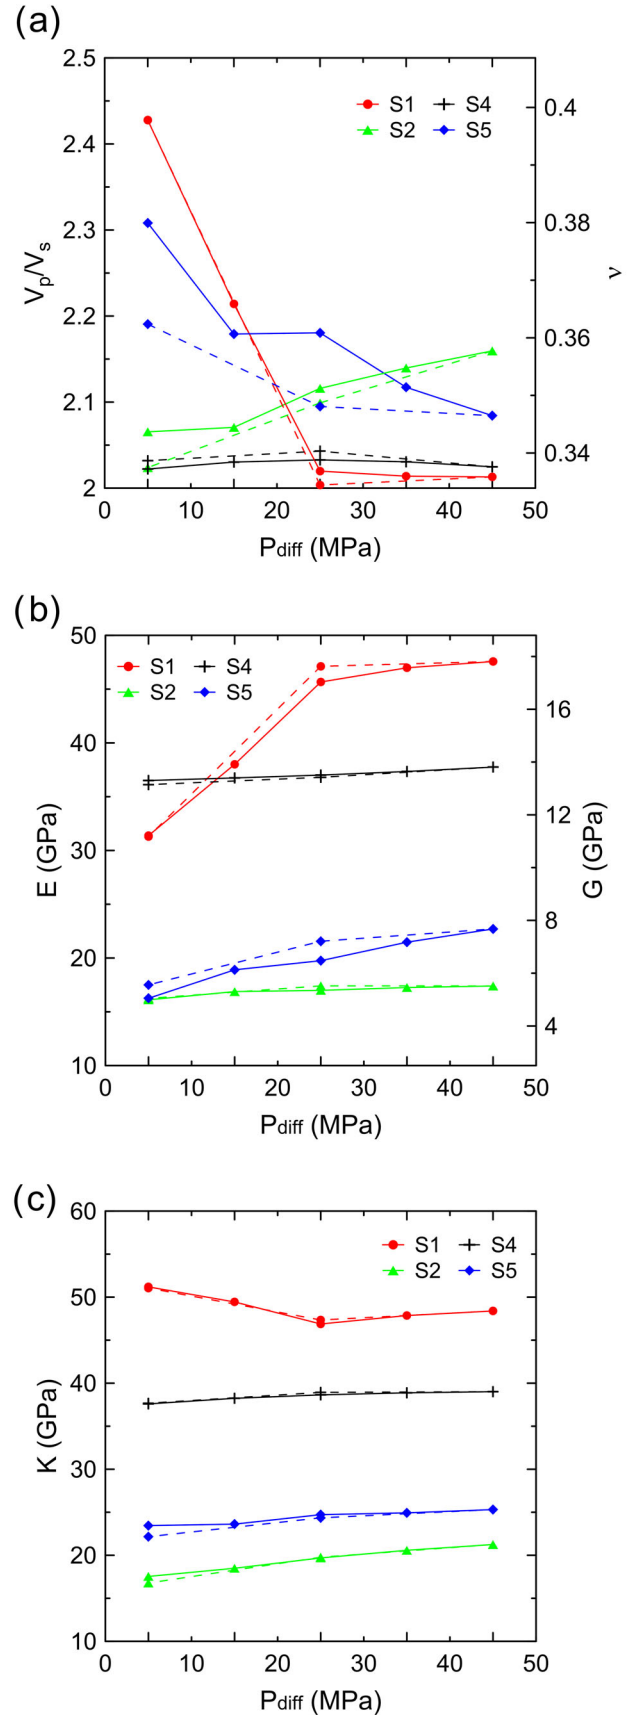 (a)
2.5
2.4
2.3
2.2
2.1
2
Vp/Vs
S1 S4
S2 S5
0.4
0.38
0.36
0.34
ν
0 10 20 30 40 50
Pdiff (MPa)
(b)
50
40
30
20
10
E (GPa)
S1 S4
S2 S5
16
12
8
4
G (GPa)
0 10 20 30 40 50
Pdiff (MPa)
(c)
60
50
40
30
20
10
K (GPa)
S1 S4
S2 S5
0 10 20 30 40 50
Pdiff (MPa)